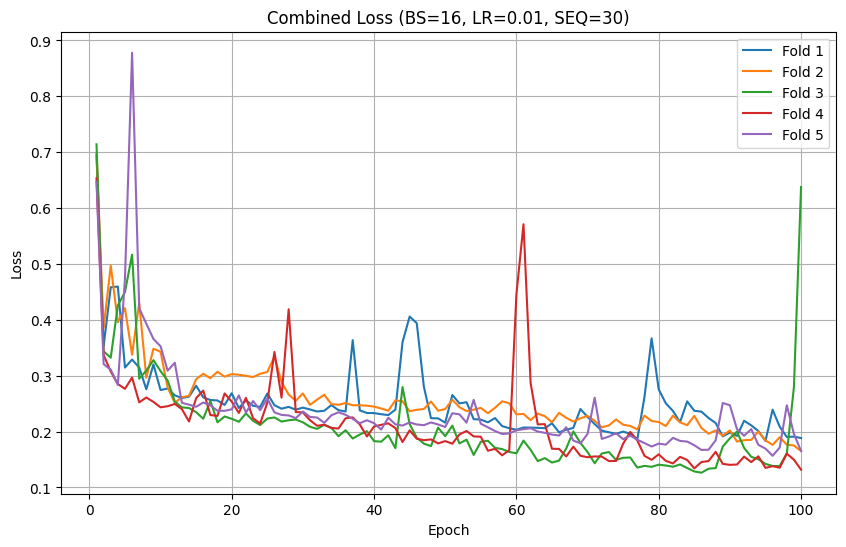 Combined Loss (BS=16, LR=0.01, SEQ=30)
Fold 1
Fold 2
Fold 3
Fold 4
Fold 5
Loss
0.9
0.8
0.7
0.6
0.5
0.4
0.3
0.2
0.1
0 20 40 60 80 100
Epoch